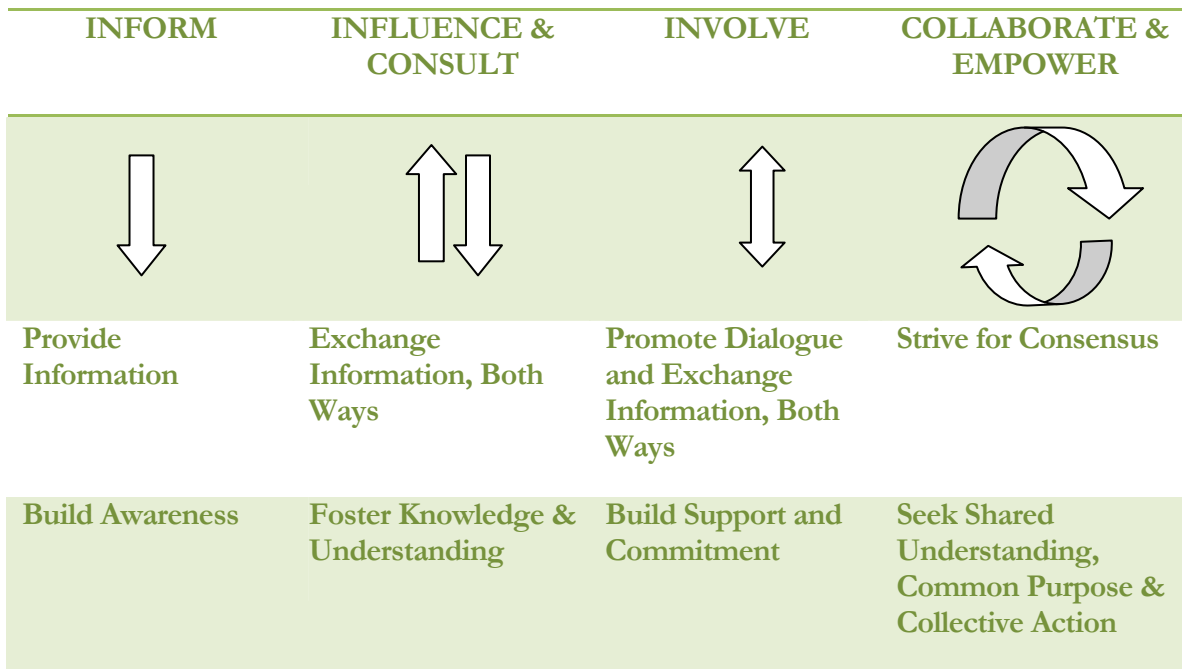 INFORM
INFLUENCE &
CONSULT
INVOLVE
COLLABORATE &
EMPOWER
Provide
Information
Exchange
Information, Both
Ways
Promote Dialogue
and Exchange
Information, Both
Ways
Strive for Consensus
Build Awareness
Foster Knowledge &
Understanding
Build Support and
Commitment
Seek Shared
Understanding,
Common Purpose &
Collective Action